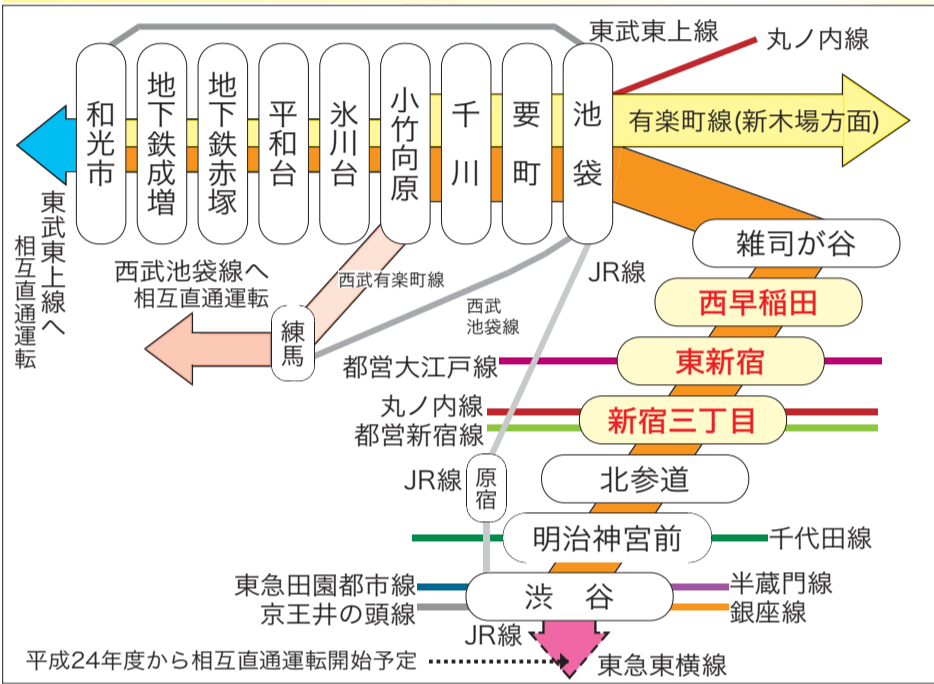 東武東上線
丸ノ内線
和光市
地下鉄成増
地下鉄赤塚
平和台
氷川台
小竹向原
千川
要町
池袋
有楽町線(新木場方面)
東武東上線へ
相互直通運転
西武池袋線へ
相互直通運転
西武有楽町線
練馬
西武
池袋線
JR線
雑司が谷
西早稲田
都営大江戸線
東新宿
丸ノ内線
都営新宿線
新宿三丁目
JR線
原宿
北参道
明治神宮前
千代田線
東急田園都市線
京王井の頭線
渋谷
半蔵門線
銀座線
JR線
平成24年度から相互直通運転開始予定
東急東横線